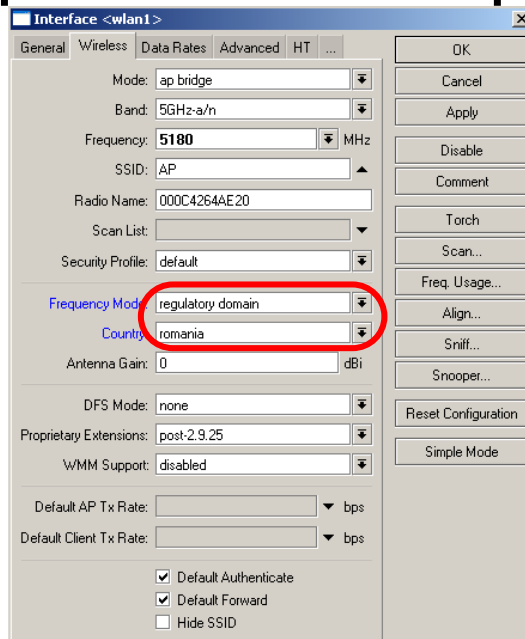 Interface <wlan1>
General Wireless Data Rates Advanced HT ...
Mode: ap bridge
Band: 5GHz-a/n
Frequency: 5180 MHz
SSID: AP
Radio Name: 000C4264AE20
Scan List:
Security Profile: default
Frequency Mode: regulatory domain
Country: romania
Antenna Gain: 0 dBi
DFS Mode: none
Proprietary Extensions: post-2.9.25
WMM Support: disabled
Default AP Tx Rate: bps
Default Client Tx Rate: bps
Default Authenticate
Default Forward
Hide SSID
OK
Cancel
Apply
Disable
Comment
Torch
Scan...
Freq. Usage...
Align...
Sniff...
Snooper...
Reset Configuration
Simple Mode